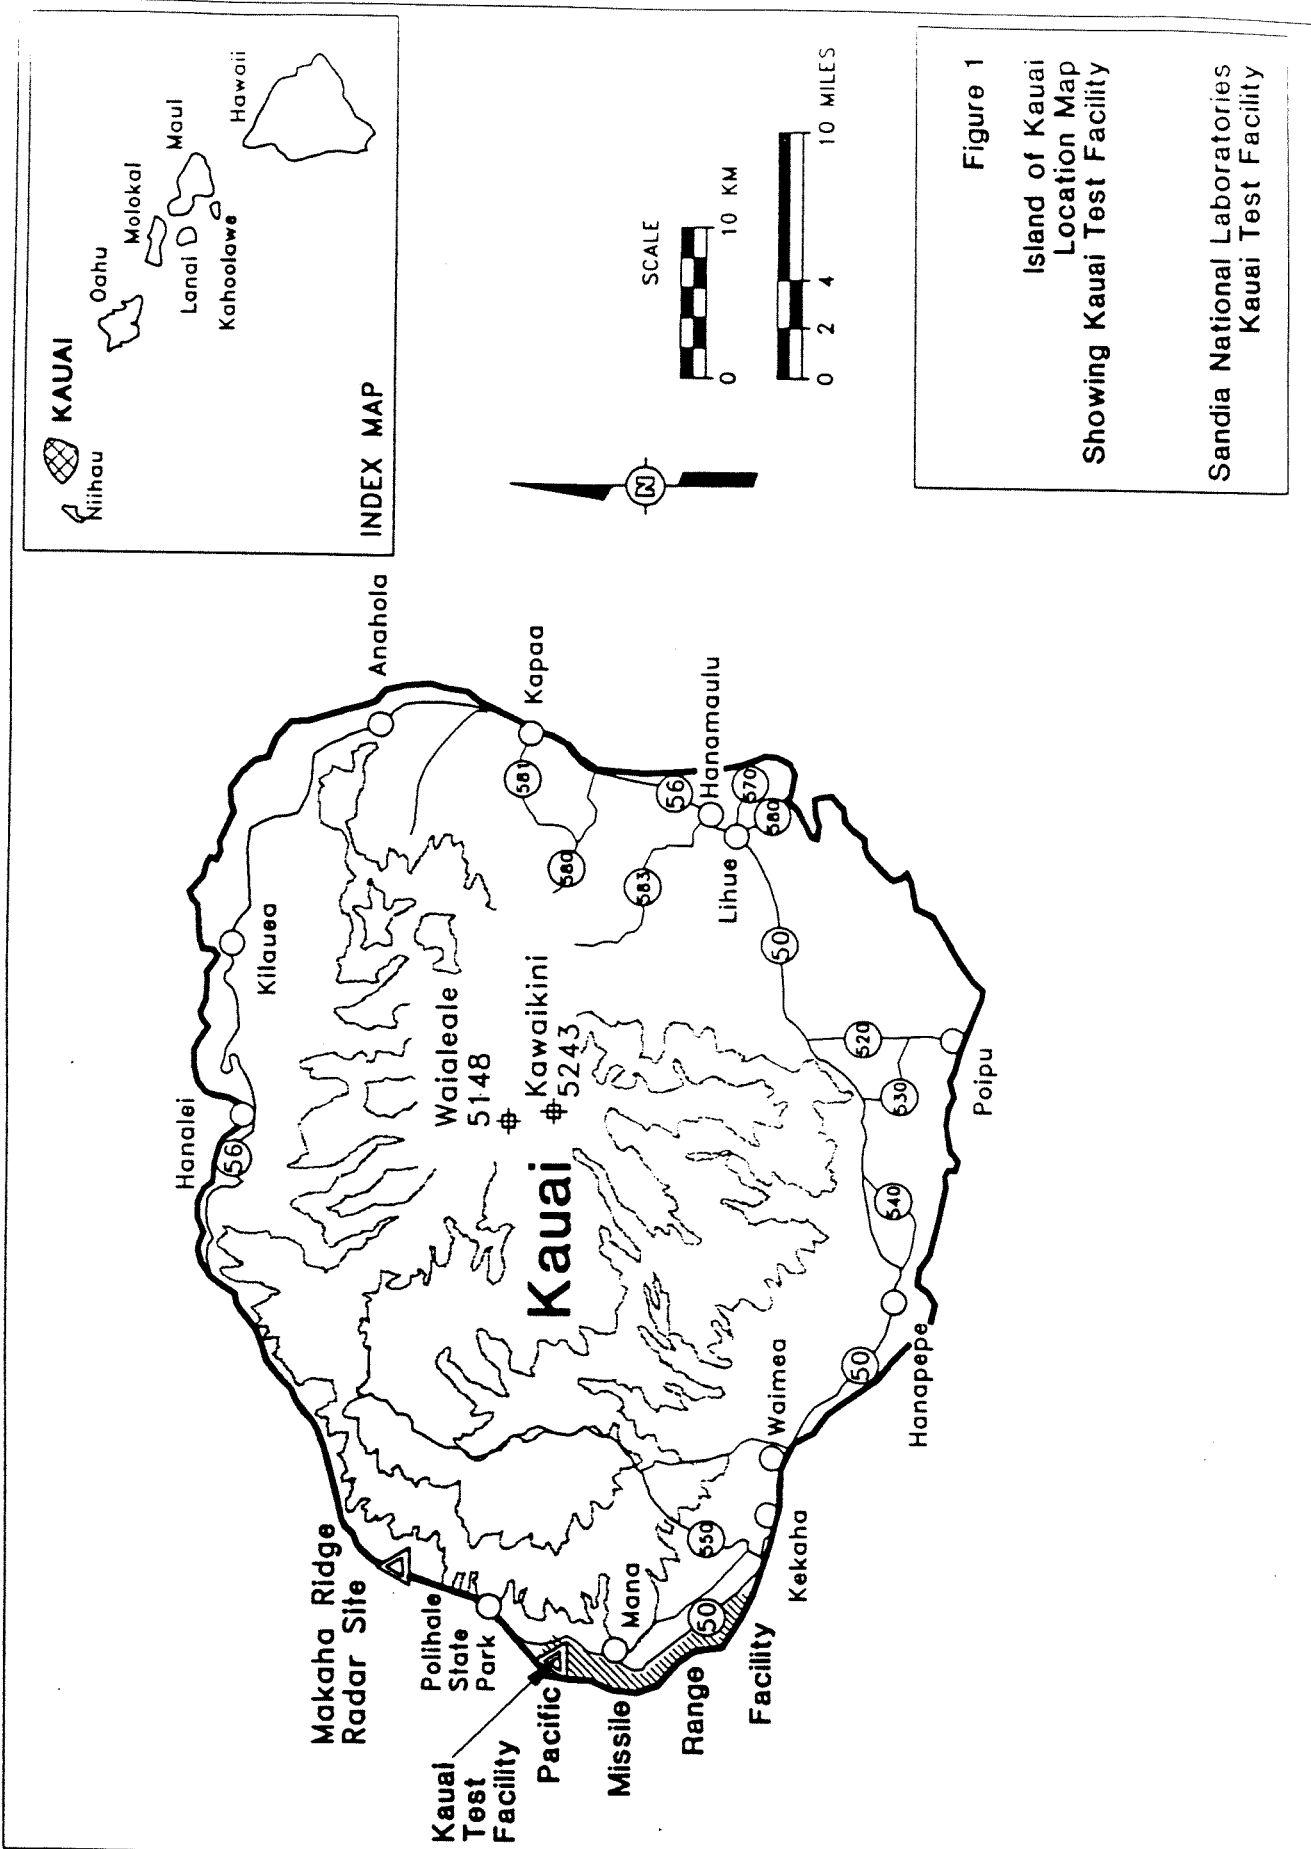 Niihau
KAUAI
Oahu
Molokai
Maui
Lanai
Kahoolawe
Hawaii
INDEX MAP
Hanalei
56
Kilauea
Anahola
Kapaa
581
580
56
Hanamaulu
583
570
580
Lihue
50
Waialeale
5148
Kawaikini
5243
Kauai
520
530
Poipu
540
Hanapepe
50
Waimea
Kekaha
550
50
Mana
Makaha Ridge
Radar Site
Polihale
State
Park
Kauai
Test
Facility
Pacific
Missile
Range
Facility
N
SCALE
0
10 KM
0
2
4
10 MILES
Figure 1
Island of Kauai
Location Map
Showing Kauai Test Facility
Sandia National Laboratories
Kauai Test Facility